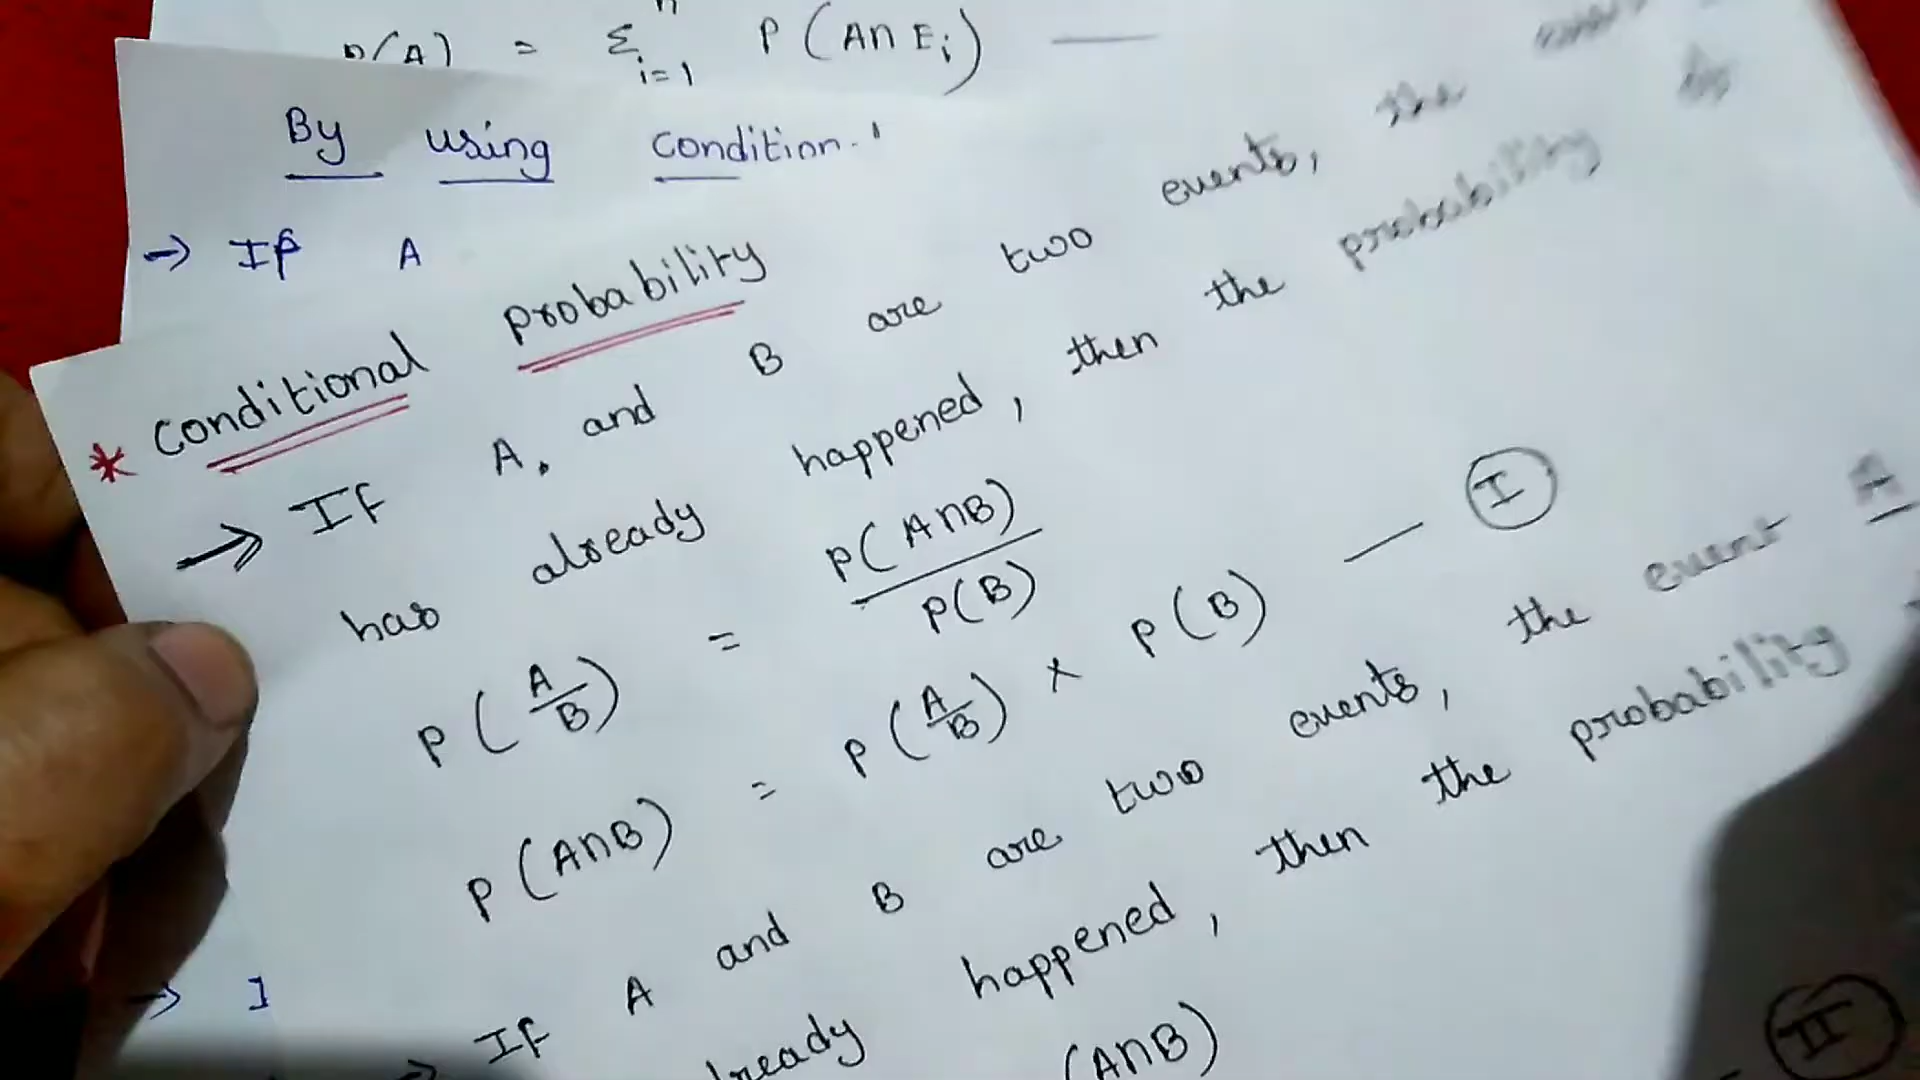 P(A) = Σ i=1 n P(A∩Ei) —
By using condition
→ If A
* Conditional probability
⇒ If A, and B are two events, the
has already happened, then the probability
P(A/B) = P(A∩B)/P(B)
P(A∩B) = P(A/B) × P(B) — I
If A and B are two events, the event A
happened, then the probability
(A∩B)
II